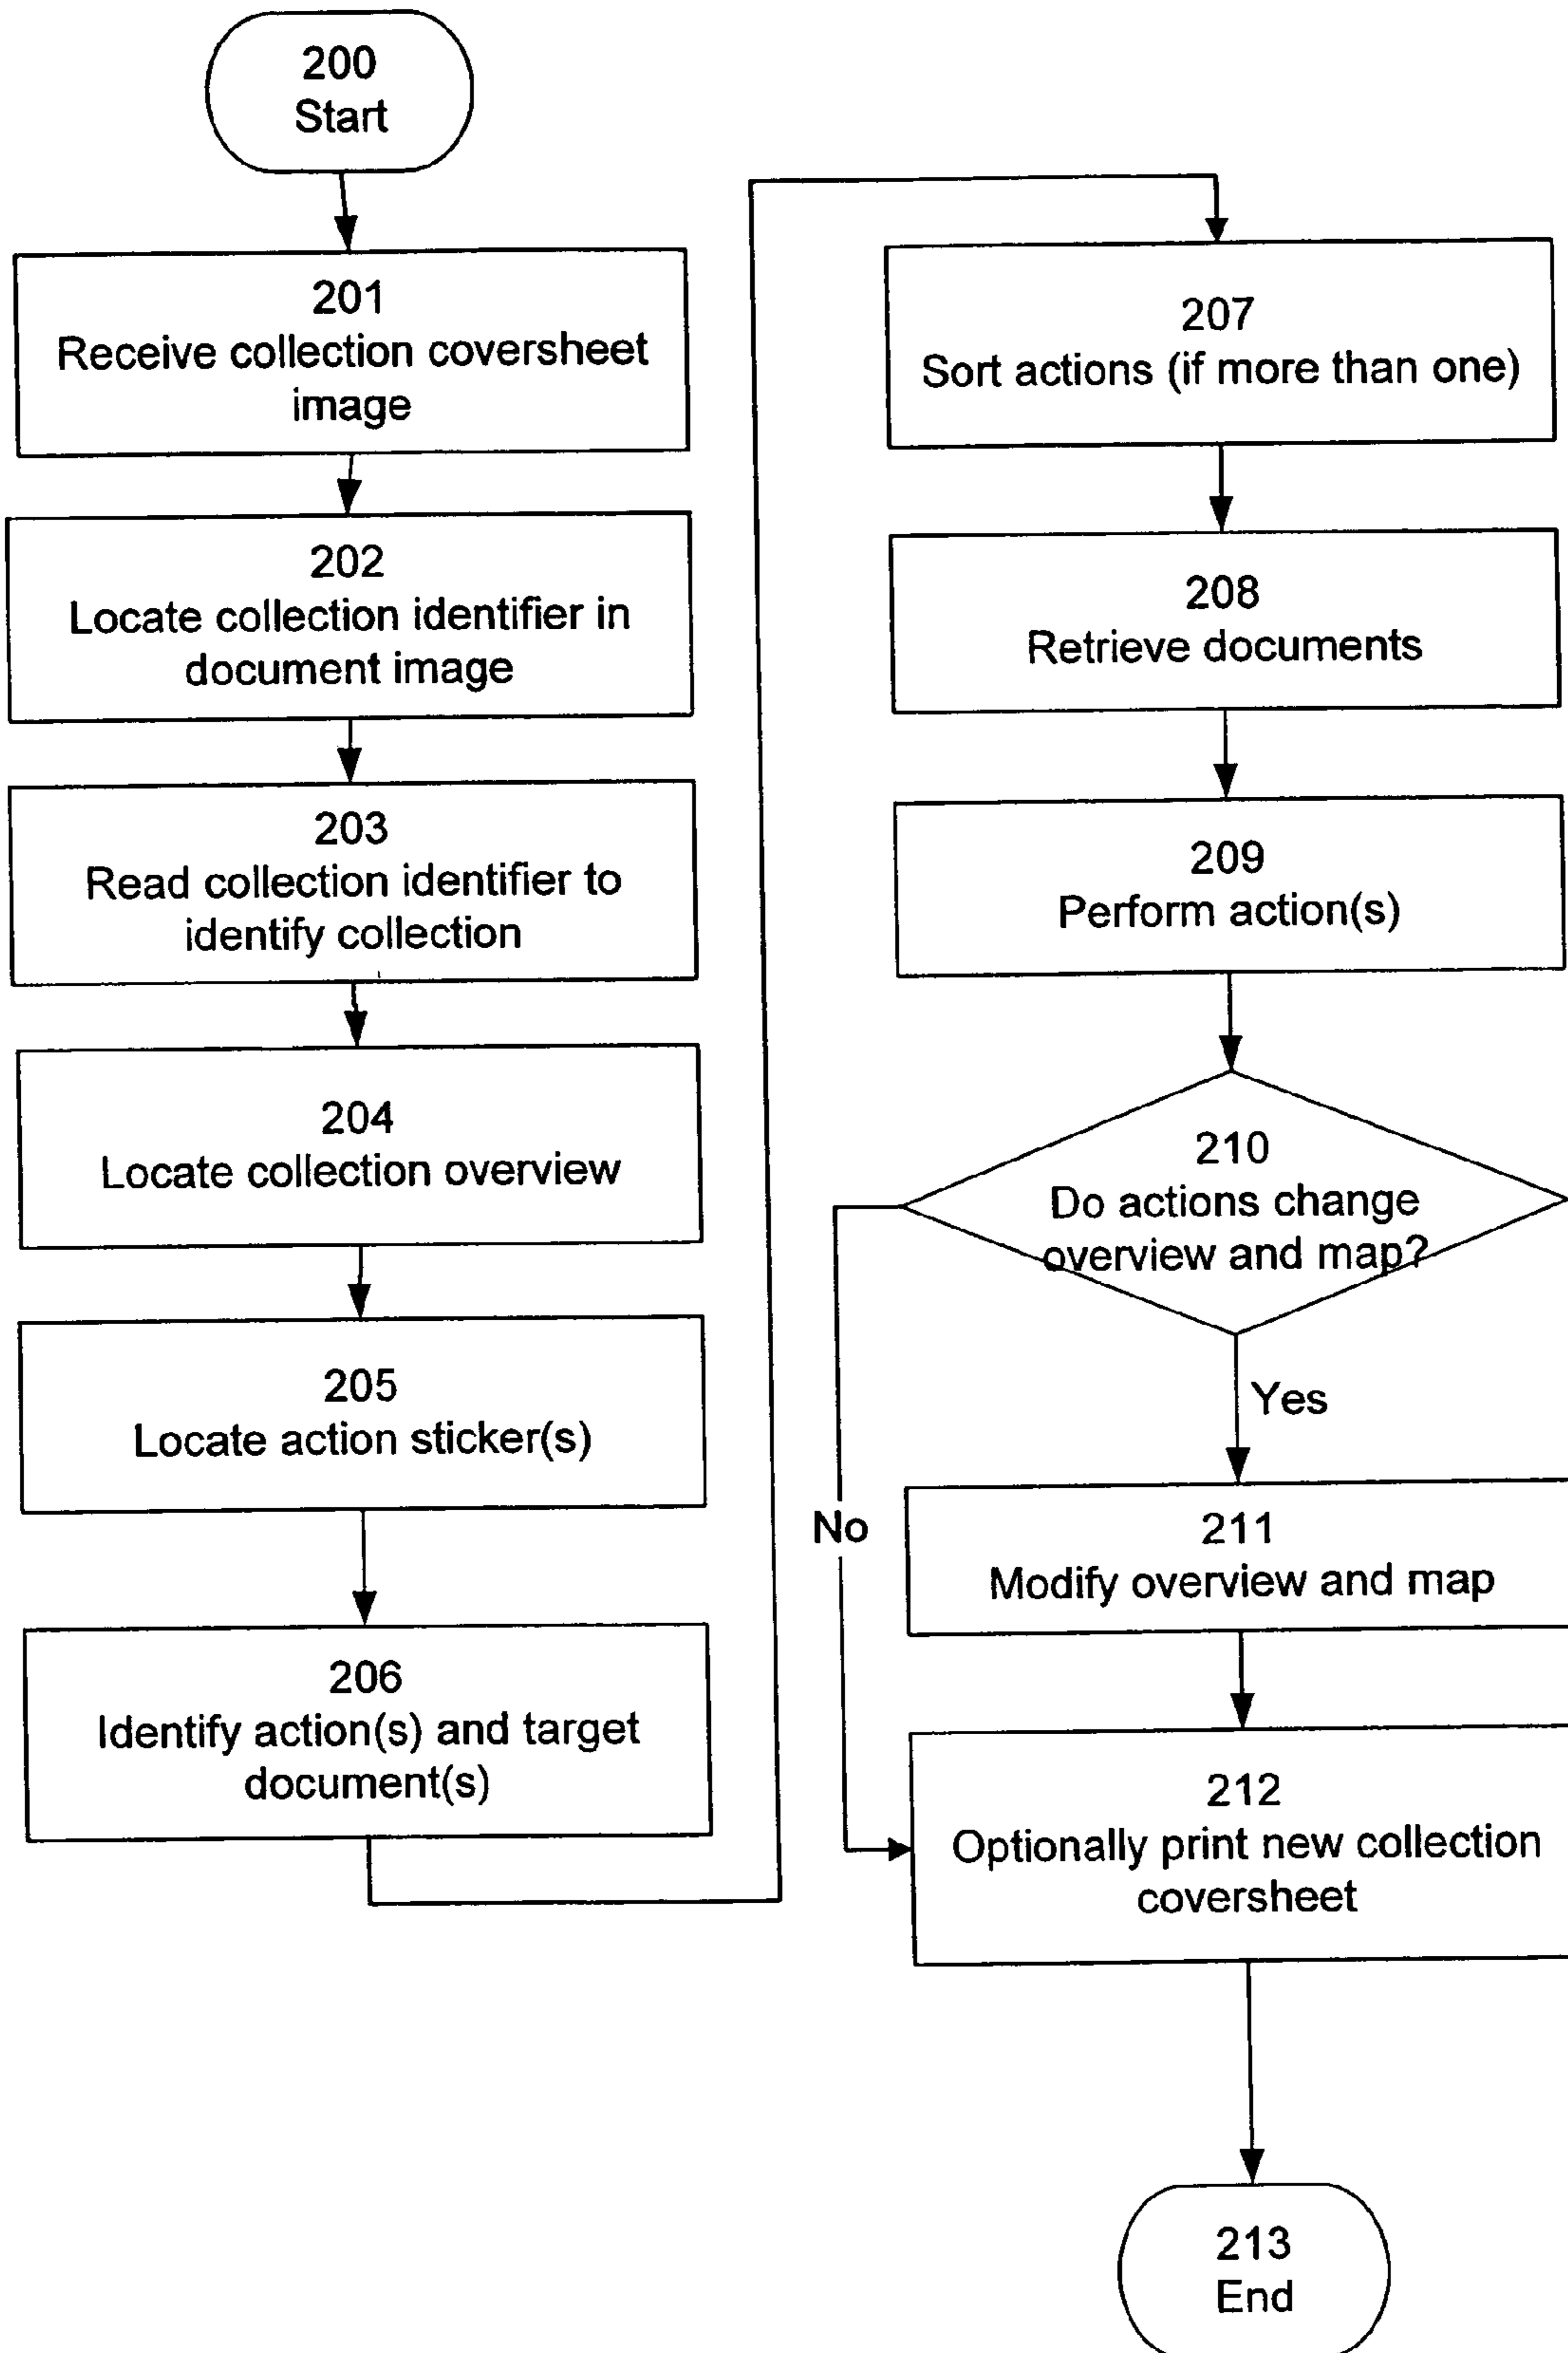 200
Start
201
Receive collection coversheet
image
202
Locate collection identifier in
document image
203
Read collection identifier to
identify collection
204
Locate collection overview
205
Locate action sticker(s)
206
Identify action(s) and target
document(s)
207
Sort actions (if more than one)
208
Retrieve documents
209
Perform action(s)
210
Do actions change
overview and map?
Yes
No
211
Modify overview and map
212
Optionally print new collection
coversheet
213
End